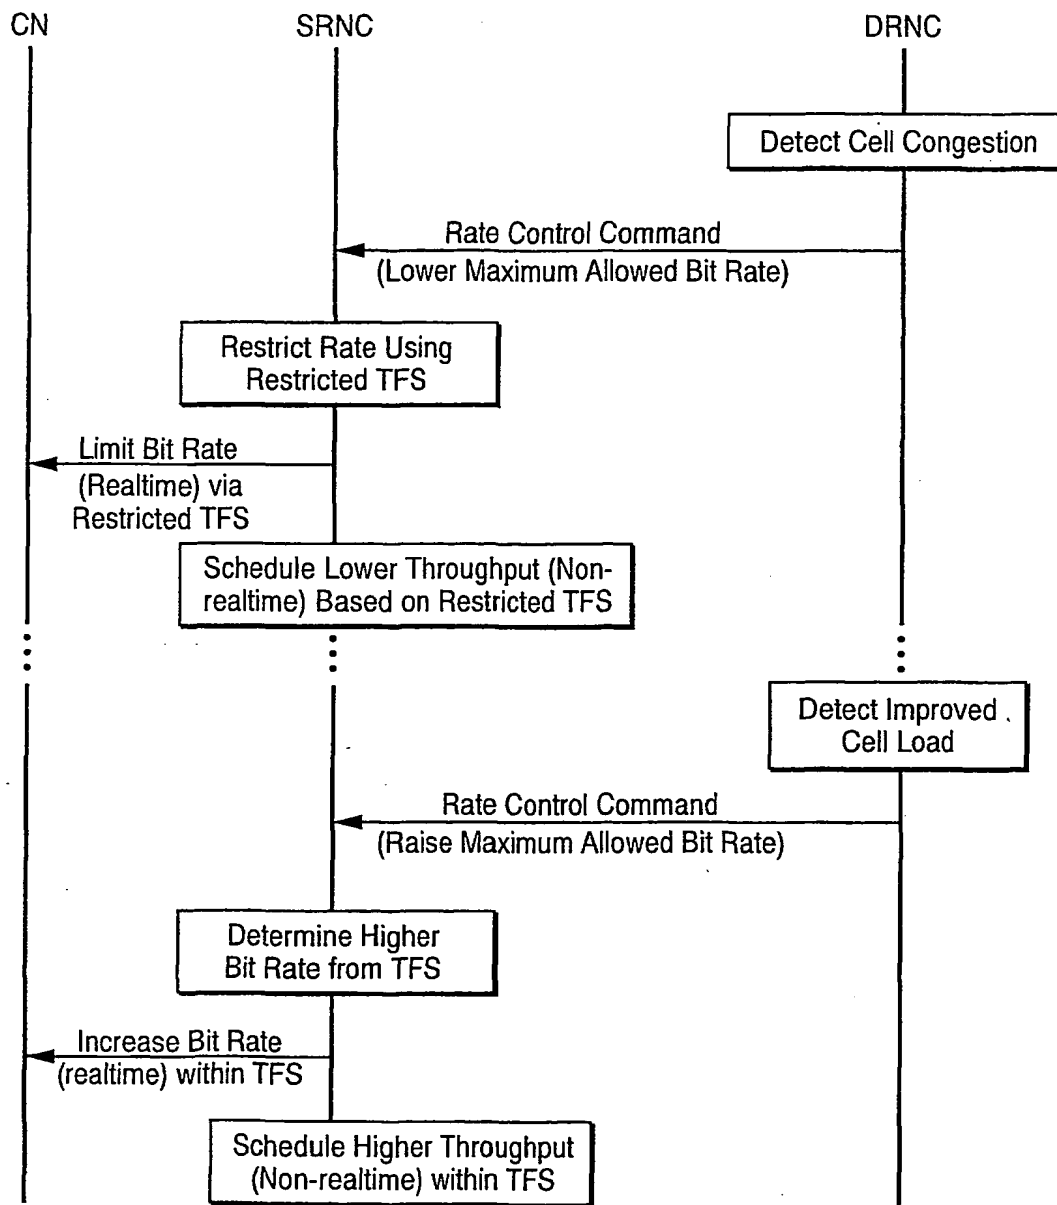 CN
SRNC
DRNC
Detect Cell Congestion
Rate Control Command
(Lower Maximum Allowed Bit Rate)
Restrict Rate Using
Restricted TFS
Limit Bit Rate
(Realtime) via
Restricted TFS
Schedule Lower Throughput (Non-
realtime) Based on Restricted TFS
Detect Improved
Cell Load
Rate Control Command
(Raise Maximum Allowed Bit Rate)
Determine Higher
Bit Rate from TFS
Increase Bit Rate
(realtime) within TFS
Schedule Higher Throughput
(Non-realtime) within TFS